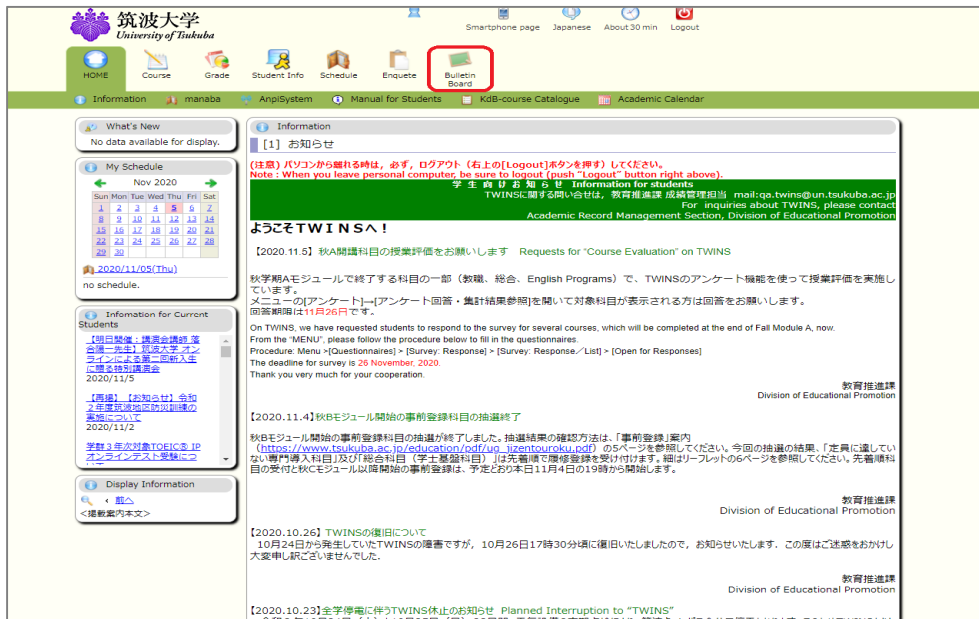 筑波大学
University of Tsukuba
Smartphone page Japanese About 30 min Logout
HOME Course Grade Student Info Schedule Enquete Bulletin Board
Information manaba AnpiSystem Manual for Students KdB-course Catalogue Academic Calendar
What's New
No data available for display.
My Schedule
Nov 2020
Sun Mon Tue Wed Thu Fri Sat
1 2 3 4 5 6 7
8 9 10 11 12 13 14
15 16 17 18 19 20 21
22 23 24 25 26 27 28
29 30
2020/11/05(Thu)
no schedule.
Infomation for Current
Students
【明日開催：講演会講師 落
合陽一先生】筑波大学 オン
ラインによる第二回新入生
に贈る特別講演会
2020/11/5
【再掲】【お知らせ】令和
２年度筑波地区防災訓練の
実施について
2020/11/2
学群３年次対象TOEIC® IP
オンラインテスト受験につ
Display Information
‹ 前へ
<掲載案内本文>
Information
[1] お知らせ
(注意) パソコンから離れる時は，必ず，ログアウト（右上の[Logout]ボタンを押す）してください。
Note : When you leave personal computer, be sure to logout (push "Logout" button right above).
学 生 向 け お 知 ら せ Information for students
TWINSに関する問い合せは，教育推進課 成績管理担当 mail:qa.twins@un.tsukuba.ac.jp
For inquiries about TWINS, please contact
Academic Record Management Section, Division of Educational Promotion
ようこそＴＷＩＮＳへ！
【2020.11.5】秋A開講科目の授業評価をお願いします Requests for "Course Evaluation" on TWINS
秋学期Aモジュールで終了する科目の一部（教職、総合、English Programs）で、TWINSのアンケート機能を使って授業評価を実施し
ています。
メニューの[アンケート]→[アンケート回答・集計結果参照]を開いて対象科目が表示される方は回答をお願いします。
回答期限は11月26日です。
On TWINS, we have requested students to respond to the survey for several courses, which will be completed at the end of Fall Module A, now.
From the "MENU", please follow the procedure below to fill in the questionnaires.
Procedure: Menu >[Questionnaires] > [Survey: Response] > [Survey: Response／List] > [Open for Responses]
The deadline for survey is 26 November, 2020.
Thank you very much for your cooperation.
教育推進課
Division of Educational Promotion
【2020.11.4】秋Bモジュール開始の事前登録科目の抽選終了
秋Bモジュール開始の事前登録科目の抽選が終了しました。抽選結果の確認方法は、「事前登録」案内
（https://www.tsukuba.ac.jp/education/pdf/ug_jizentouroku.pdf）の5ページを参照してください。今回の抽選の結果、「定員に達してい
ない専門導入科目」及び「総合科目（学士基盤科目）」は先着順で履修登録を受け付けます。細はリーフレットの6ページを参照してください。先着順科
目の受付と秋Cモジュール以降開始の事前登録は、予定どおり本日11月4日の19時から開始します。
教育推進課
Division of Educational Promotion
【2020.10.26】TWINSの復旧について
10月24日から発生していたTWINSの障害ですが，10月26日17時30分頃に復旧いたしましたので，お知らせいたします．この度はご迷惑をおかけし
大変申し訳ございませんでした．
教育推進課
Division of Educational Promotion
【2020.10.23】全学停電に伴うTWINS休止のお知らせ Planned Interruption to "TWINS"